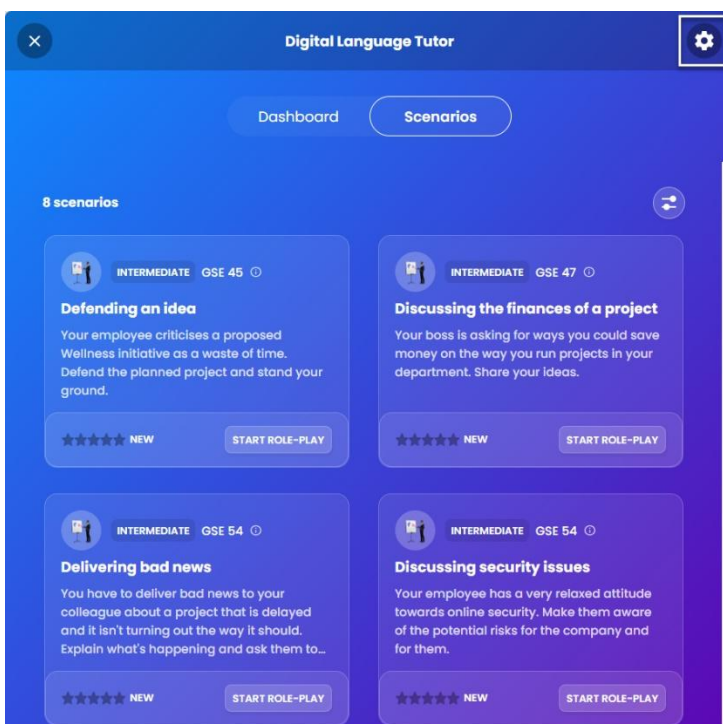 Digital Language Tutor
Dashboard
Scenarios
8 scenarios
INTERMEDIATE GSE 45
Defending an idea
Your employee criticises a proposed
Wellness initiative as a waste of time.
Defend the planned project and stand your
ground.
NEW
START ROLE-PLAY
INTERMEDIATE GSE 47
Discussing the finances of a project
Your boss is asking for ways you could save
money on the way you run projects in your
department. Share your ideas.
NEW
START ROLE-PLAY
INTERMEDIATE GSE 54
Delivering bad news
You have to deliver bad news to your
colleague about a project that is delayed
and it isn't turning out the way it should.
Explain what's happening and ask them to...
NEW
START ROLE-PLAY
INTERMEDIATE GSE 54
Discussing security issues
Your employee has a very relaxed attitude
towards online security. Make them aware
of the potential risks for the company and
for them.
NEW
START ROLE-PLAY